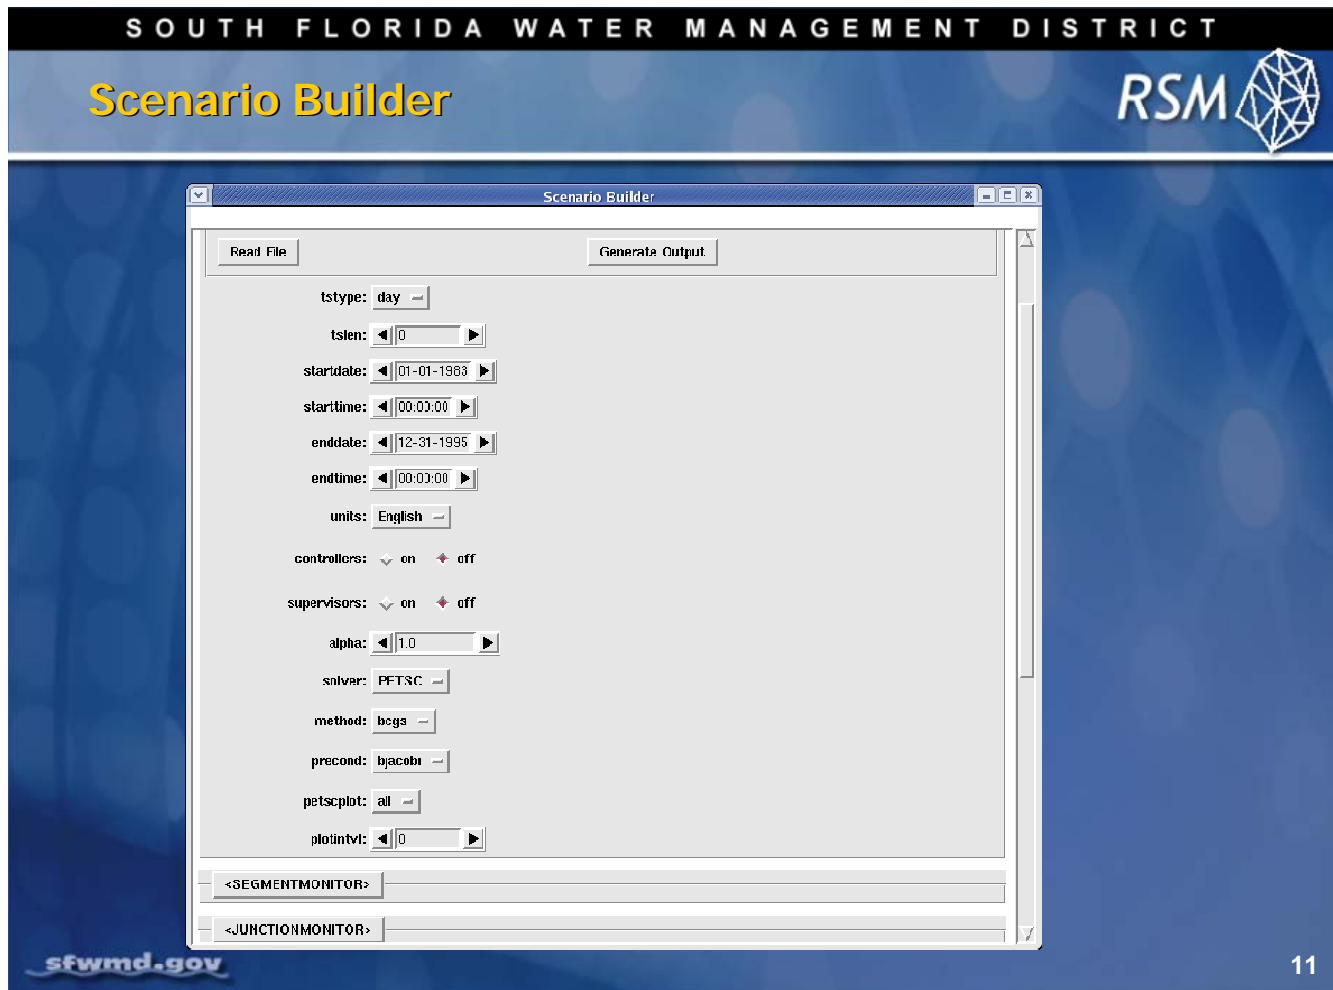 SOUTH FLORIDA WATER MANAGEMENT DISTRICT
Scenario Builder
RSM
Scenario Builder
Read File Generate Output
tstype: day
tslen: 0
startdate: 01-01-1983
starttime: 00:00:00
enddate: 12-31-1995
endtime: 00:00:00
units: English
controllers: on off
supervisors: on off
alpha: 1.0
solver: PETSC
method: bcgs
precond: bjacobi
petscplot: all
plotintvl: 0
<SEGMENTMONITOR>
<JUNCTIONMONITOR>
sfwmd.gov
11